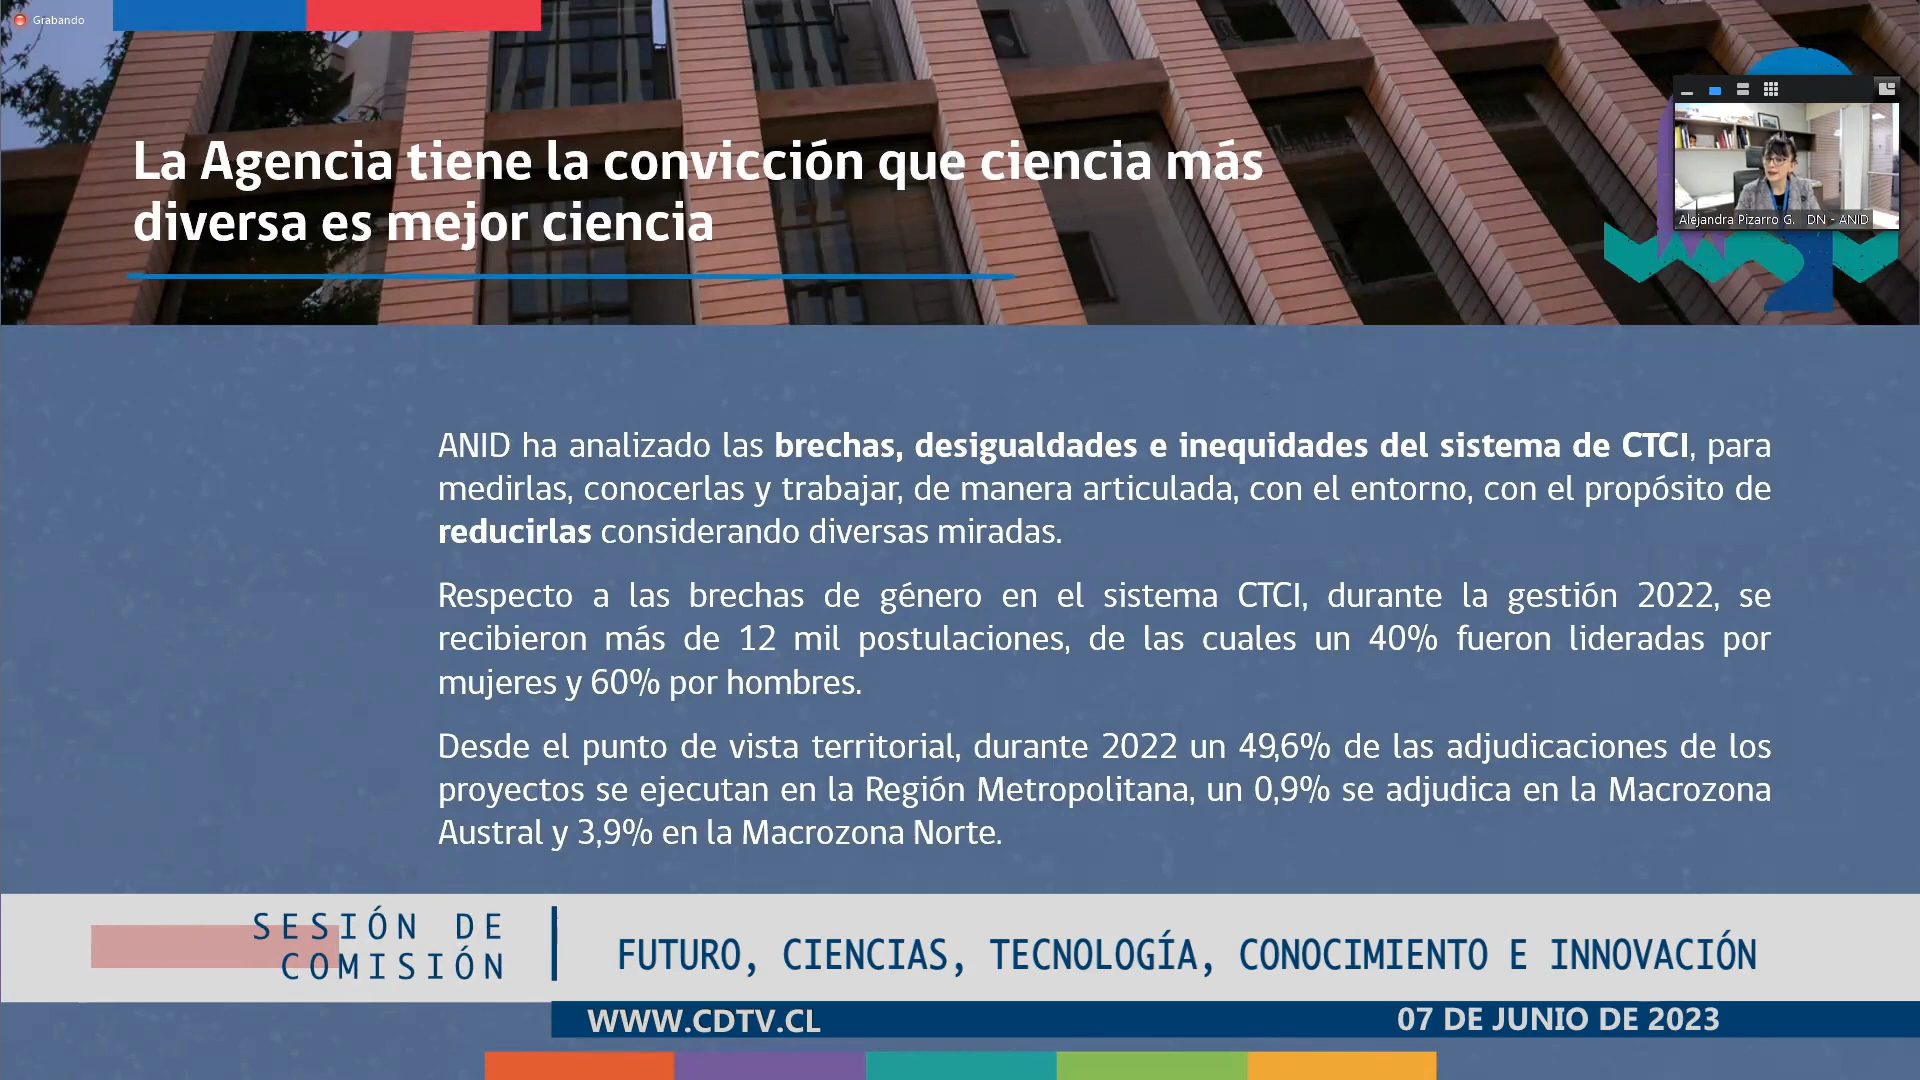 Grabando
La Agencia tiene la convicción que ciencia más
diversa es mejor ciencia
Alejandra Pizarro G. DN - ANID
ANID ha analizado las brechas, desigualdades e inequidades del sistema de CTCI, para
medirlas, conocerlas y trabajar, de manera articulada, con el entorno, con el propósito de
reducirlas considerando diversas miradas.
Respecto a las brechas de género en el sistema CTCI, durante la gestión 2022, se
recibieron más de 12 mil postulaciones, de las cuales un 40% fueron lideradas por
mujeres y 60% por hombres.
Desde el punto de vista territorial, durante 2022 un 49,6% de las adjudicaciones de los
proyectos se ejecutan en la Región Metropolitana, un 0,9% se adjudica en la Macrozona
Austral y 3,9% en la Macrozona Norte.
SESIÓN DE
COMISIÓN
FUTURO, CIENCIAS, TECNOLOGÍA, CONOCIMIENTO E INNOVACIÓN
WWW.CDTV.CL
07 DE JUNIO DE 2023